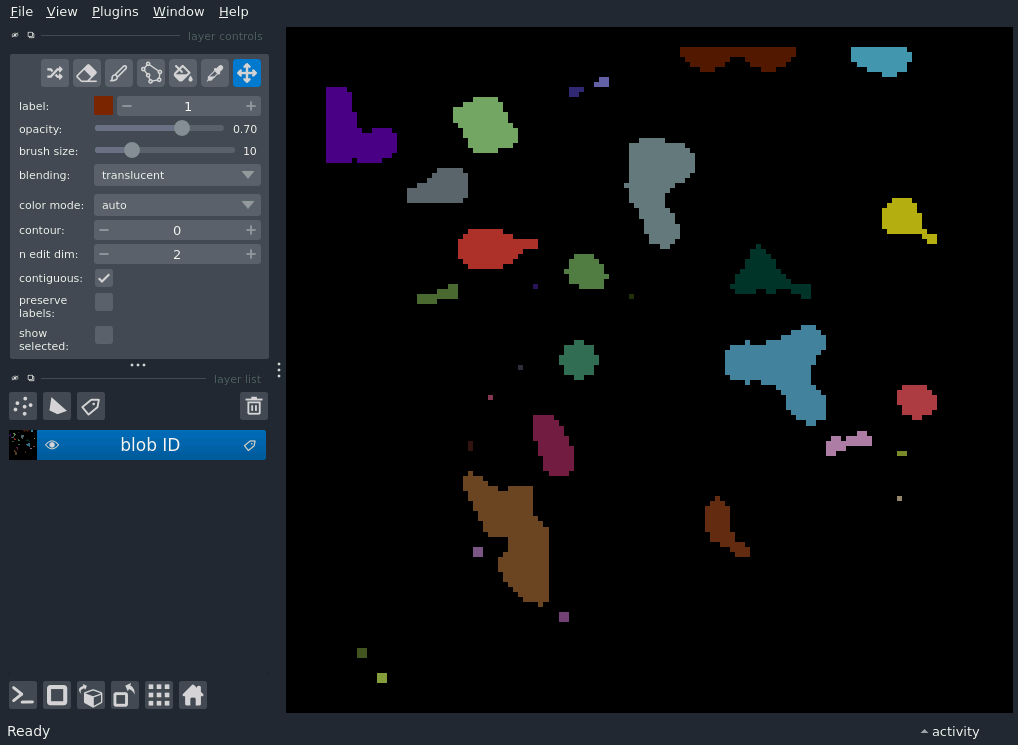 File View Plugins Window Help
layer controls
label: 1
opacity: 0.70
brush size: 10
blending: translucent
color mode: auto
contour: 0
n edit dim: 2
contiguous:
preserve
labels:
show
selected:
layer list
blob ID
Ready
activity